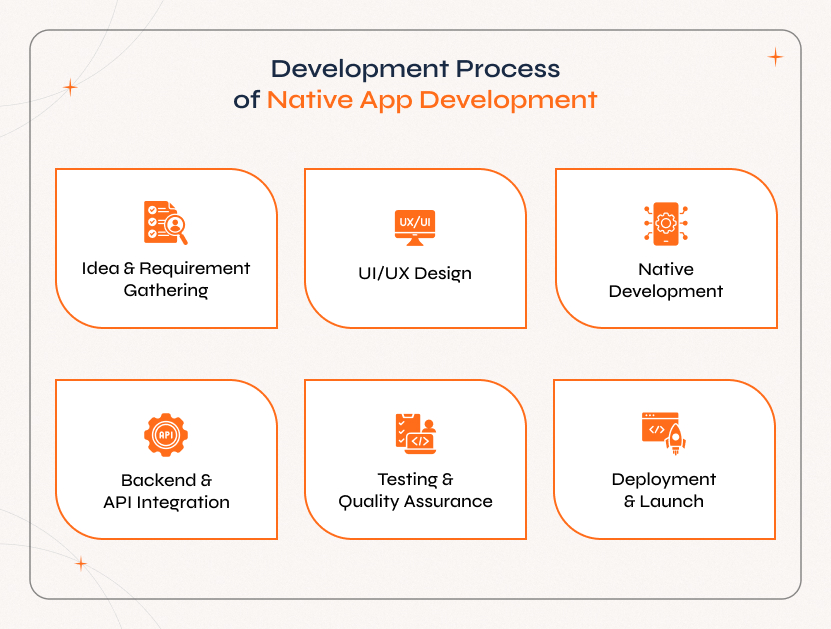 Development Process
of Native App Development
Idea & Requirement
Gathering
UX/UI
UI/UX Design
Native
Development
API
Backend &
API Integration
</>
Testing &
Quality Assurance
</>
Deployment
& Launch